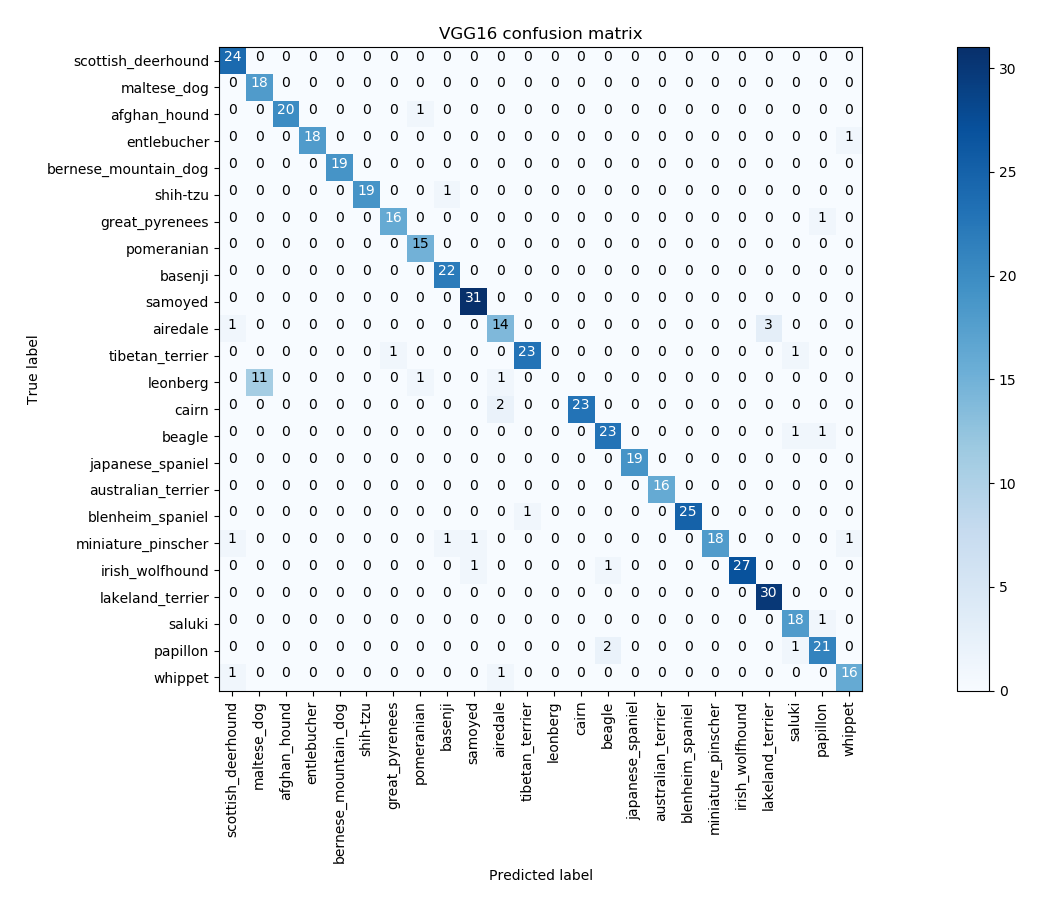 VGG16 confusion matrix
scottish_deerhound 24 0 0 0 0 0 0 0 0 0 0 0 0 0 0 0 0 0 0 0 0 0 0 0
maltese_dog 0 18 0 0 0 0 0 0 0 0 0 0 0 0 0 0 0 0 0 0 0 0 0 0
afghan_hound 0 0 20 0 0 0 0 1 0 0 0 0 0 0 0 0 0 0 0 0 0 0 0 0
entlebucher 0 0 0 18 0 0 0 0 0 0 0 0 0 0 0 0 0 0 0 0 0 0 0 1
bernese_mountain_dog 0 0 0 0 19 0 0 0 0 0 0 0 0 0 0 0 0 0 0 0 0 0 0 0
shih-tzu 0 0 0 0 0 19 0 0 1 0 0 0 0 0 0 0 0 0 0 0 0 0 0 0
great_pyrenees 0 0 0 0 0 0 16 0 0 0 0 0 0 0 0 0 0 0 0 0 0 0 1 0
pomeranian 0 0 0 0 0 0 0 15 0 0 0 0 0 0 0 0 0 0 0 0 0 0 0 0
basenji 0 0 0 0 0 0 0 0 22 0 0 0 0 0 0 0 0 0 0 0 0 0 0 0
samoyed 0 0 0 0 0 0 0 0 0 31 0 0 0 0 0 0 0 0 0 0 0 0 0 0
airedale 1 0 0 0 0 0 0 0 0 0 14 0 0 0 0 0 0 0 0 0 3 0 0 0
tibetan_terrier 0 0 0 0 0 0 1 0 0 0 0 23 0 0 0 0 0 0 0 0 0 1 0 0
leonberg 0 11 0 0 0 0 0 1 0 0 1 0 0 0 0 0 0 0 0 0 0 0 0 0
cairn 0 0 0 0 0 0 0 0 0 0 2 0 0 23 0 0 0 0 0 0 0 0 0 0
beagle 0 0 0 0 0 0 0 0 0 0 0 0 0 0 23 0 0 0 0 0 0 1 1 0
japanese_spaniel 0 0 0 0 0 0 0 0 0 0 0 0 0 0 0 19 0 0 0 0 0 0 0 0
australian_terrier 0 0 0 0 0 0 0 0 0 0 0 0 0 0 0 0 16 0 0 0 0 0 0 0
blenheim_spaniel 0 0 0 0 0 0 0 0 0 0 0 1 0 0 0 0 0 25 0 0 0 0 0 0
miniature_pinscher 1 0 0 0 0 0 0 0 1 1 0 0 0 0 0 0 0 0 18 0 0 0 0 1
irish_wolfhound 0 0 0 0 0 0 0 0 0 1 0 0 0 0 1 0 0 0 0 27 0 0 0 0
lakeland_terrier 0 0 0 0 0 0 0 0 0 0 0 0 0 0 0 0 0 0 0 0 30 0 0 0
saluki 0 0 0 0 0 0 0 0 0 0 0 0 0 0 0 0 0 0 0 0 0 18 1 0
papillon 0 0 0 0 0 0 0 0 0 0 0 0 0 0 2 0 0 0 0 0 0 1 21 0
whippet 1 0 0 0 0 0 0 0 0 0 1 0 0 0 0 0 0 0 0 0 0 0 0 16
True label
scottish_deerhound
maltese_dog
afghan_hound
entlebucher
bernese_mountain_dog
shih-tzu
great_pyrenees
pomeranian
basenji
samoyed
airedale
tibetan_terrier
leonberg
cairn
beagle
japanese_spaniel
australian_terrier
blenheim_spaniel
miniature_pinscher
irish_wolfhound
lakeland_terrier
saluki
papillon
whippet
Predicted label
30
25
20
15
10
5
0